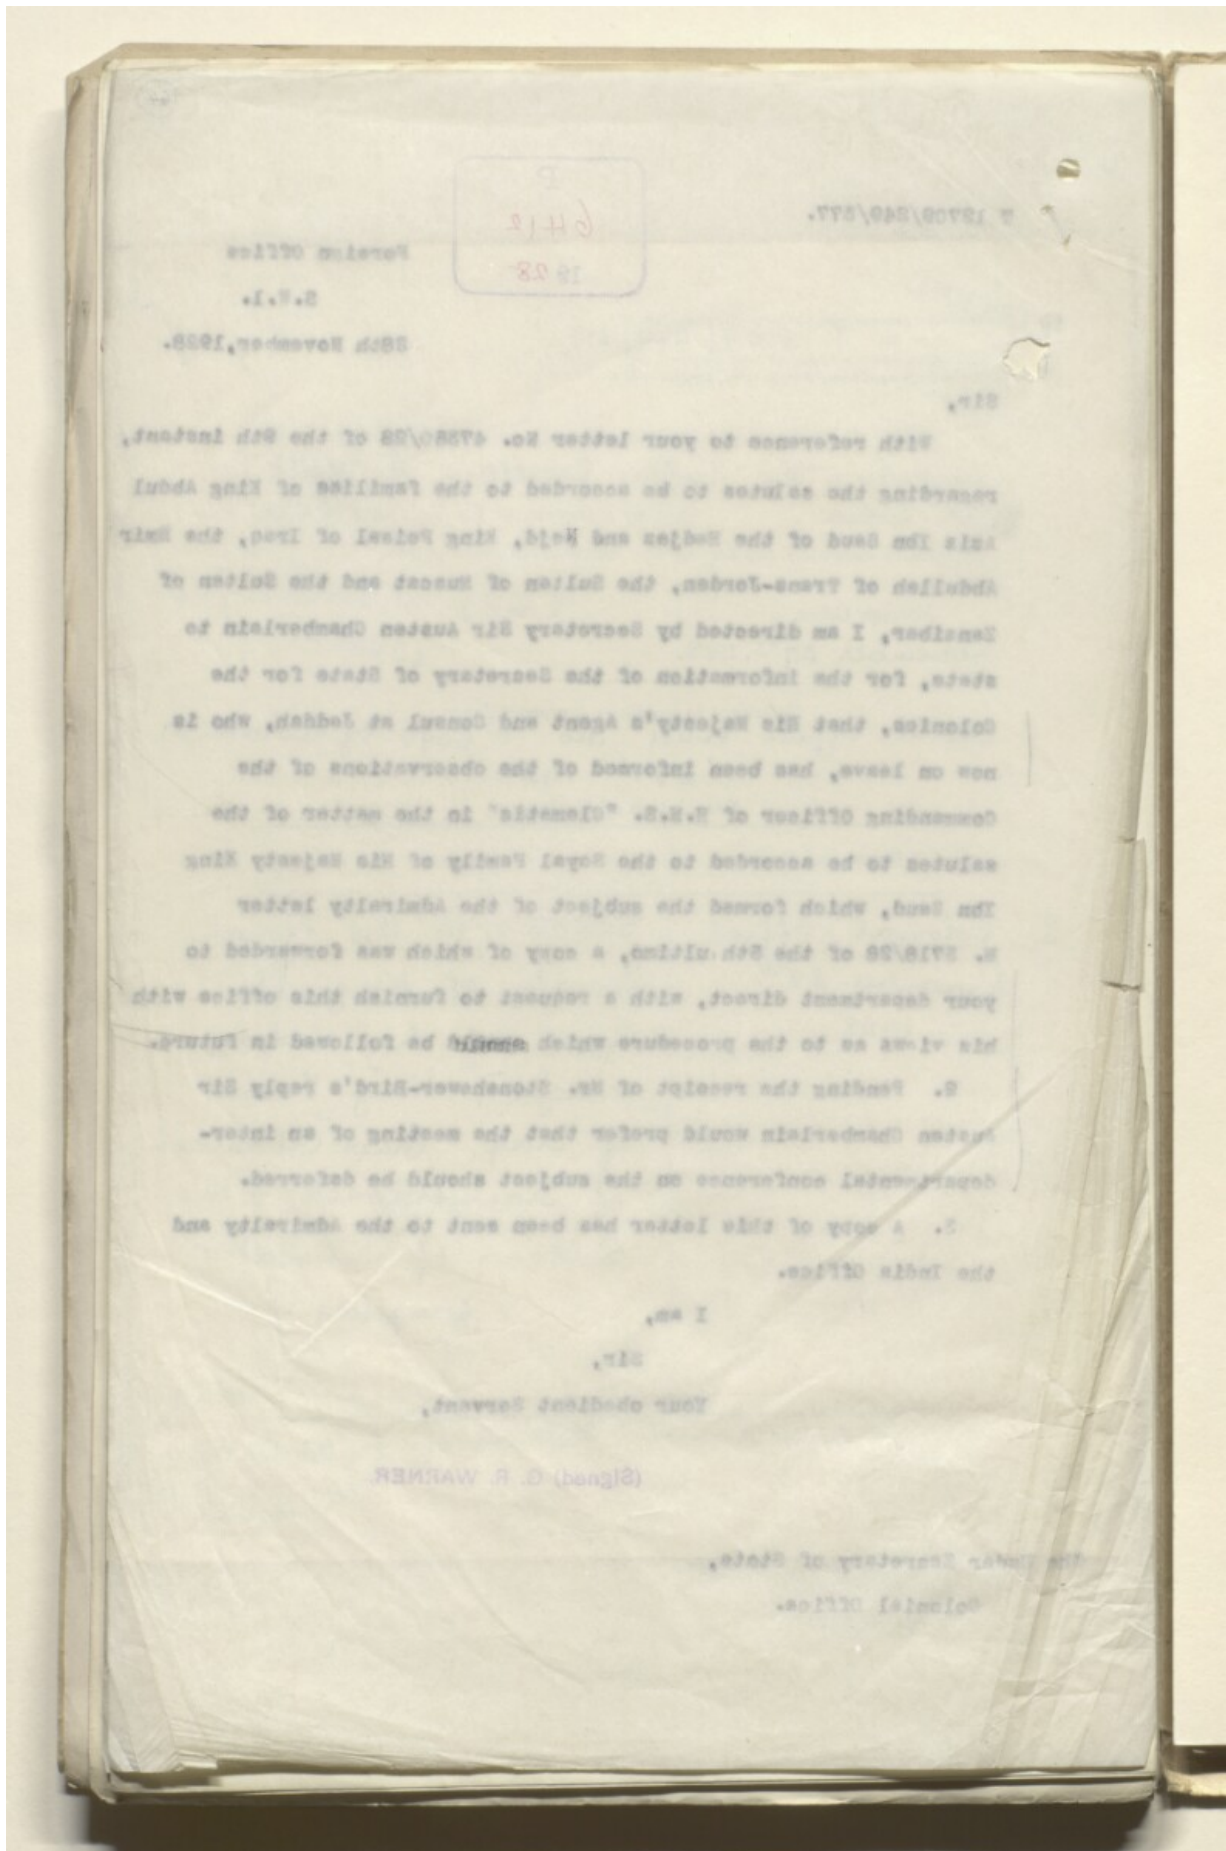 P
6412
1928
T 13709/849/377.
Foreign Office
S.W.1.
28th November, 1928.
Sir,
With reference to your letter No. of the 9th instant,
regarding the salutes to be accorded to the families of King Abdul
Aziz Ibn Saud of the Hedjaz and Nejd, King Feisal of Iraq, the Emir
Abdullah of Trans-Jordan, the Sultan of Muscat and the Sultan of
Zanzibar, I am directed by Secretary Sir Austen Chamberlain to
state, for the information of the Secretary of State for the
Colonies, that His Majesty's Agent and Consul at Jeddah, who is
now on leave, has been informed of the observations of the
Commanding Officer of H.M.S. "Clematis" in the matter of the
salutes to be accorded to the Royal Family of His Majesty King
Ibn Saud, which formed the subject of the Admiralty letter
M. of the 5th ultimo, a copy of which was forwarded to
your department direct, with a request to furnish this office with
his views as to the procedure which should be followed in future.
2. Pending the receipt of Mr. Stonehewer-Bird's reply Sir
Austen Chamberlain would prefer that the meeting of an inter-
departmental conference on the subject should be deferred.
3. A copy of this letter has been sent to the Admiralty and
the India Office.
I am,
Sir,
Your obedient Servant,
(Signed) G. R. WARNER.
The Under Secretary of State,
Colonial Office.